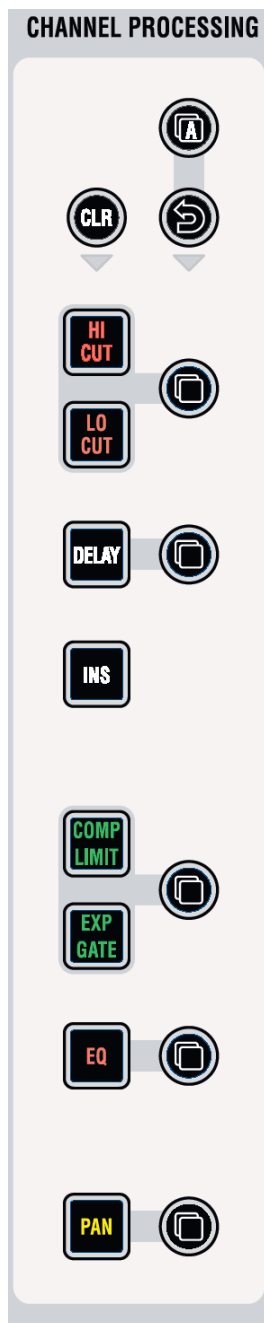 CHANNEL PROCESSING
A
CLR
HI
CUT
LO
CUT
DELAY
INS
COMP
LIMIT
EXP
GATE
EQ
PAN